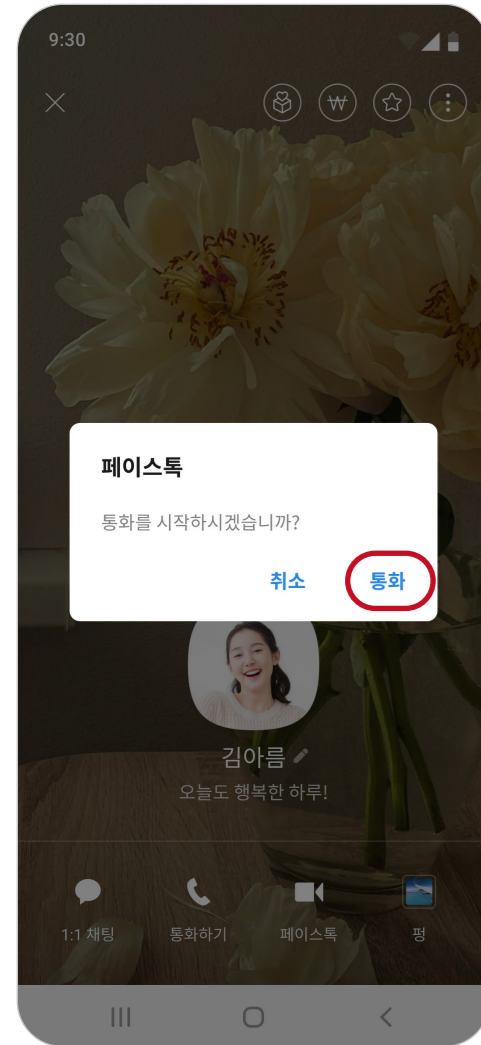 9:30
페이스톡
통화를 시작하시겠습니까?
취소 통화
김아름
오늘도 행복한 하루!
1:1 채팅 통화하기 페이스톡 펑